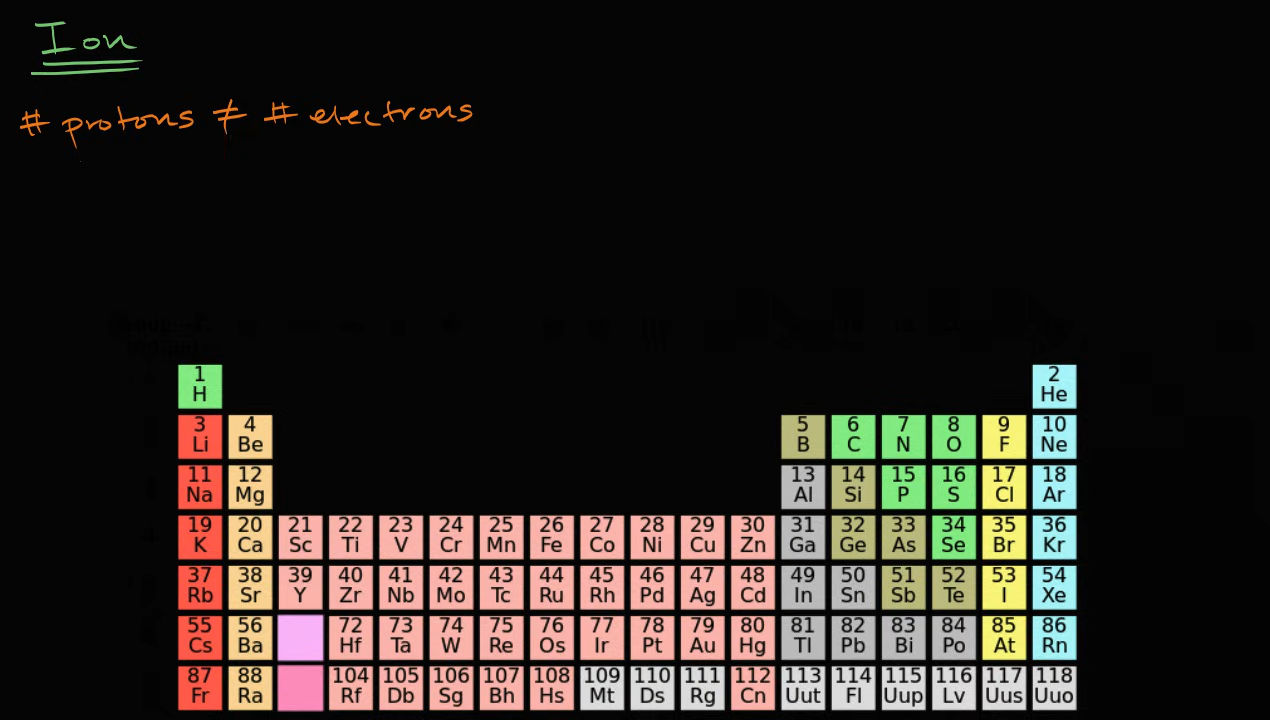 Ion
# protons ≠ # electrons
1 2
H He
3 4 5 6 7 8 9 10
Li Be B C N O F Ne
11 12 13 14 15 16 17 18
Na Mg Al Si P S Cl Ar
19 20 21 22 23 24 25 26 27 28 29 30 31 32 33 34 35 36
K Ca Sc Ti V Cr Mn Fe Co Ni Cu Zn Ga Ge As Se Br Kr
37 38 39 40 41 42 43 44 45 46 47 48 49 50 51 52 53 54
Rb Sr Y Zr Nb Mo Tc Ru Rh Pd Ag Cd In Sn Sb Te I Xe
55 56 72 73 74 75 76 77 78 79 80 81 82 83 84 85 86
Cs Ba Hf Ta W Re Os Ir Pt Au Hg Tl Pb Bi Po At Rn
87 88 104 105 106 107 108 109 110 111 112 113 114 115 116 117 118
Fr Ra Rf Db Sg Bh Hs Mt Ds Rg Cn Uut Fl Uup Lv Uus Uuo